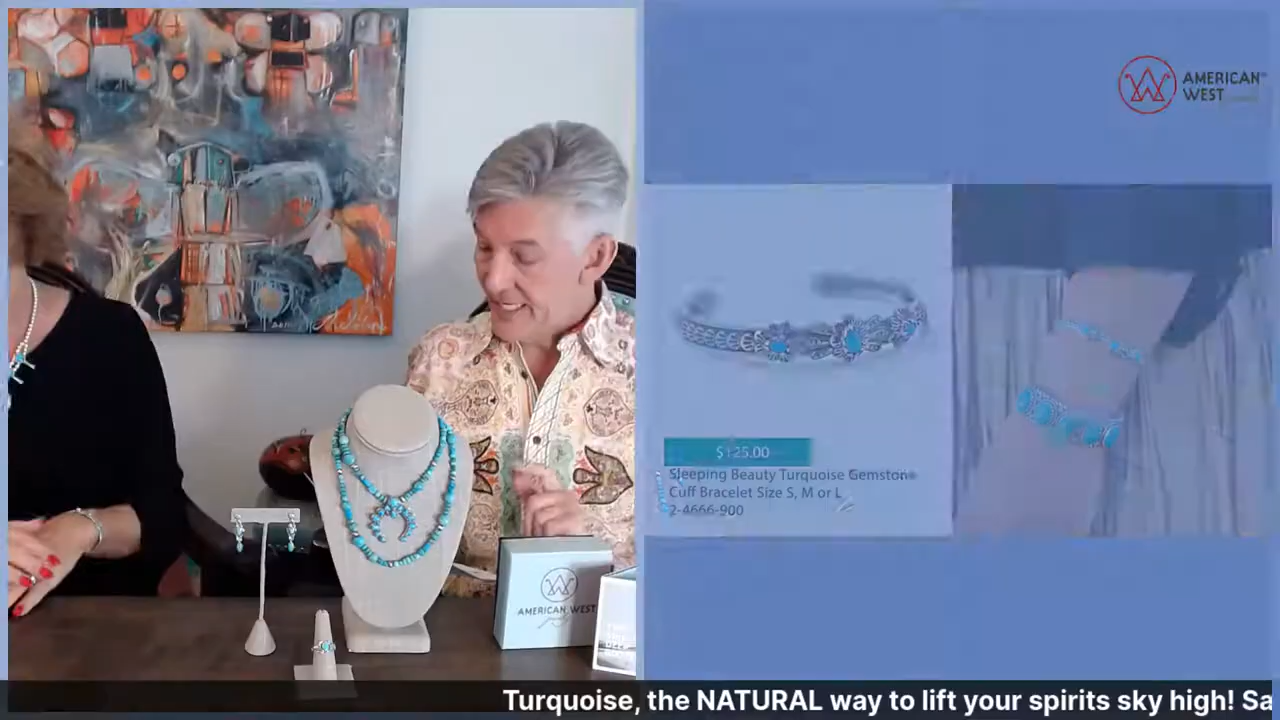 AMERICAN
WEST
$125.00
Sleeping Beauty Turquoise Gemstone
Cuff Bracelet Size S, M or L
2-4666-900
AMERICAN WEST
Turquoise, the NATURAL way to lift your spirits sky high! Sa